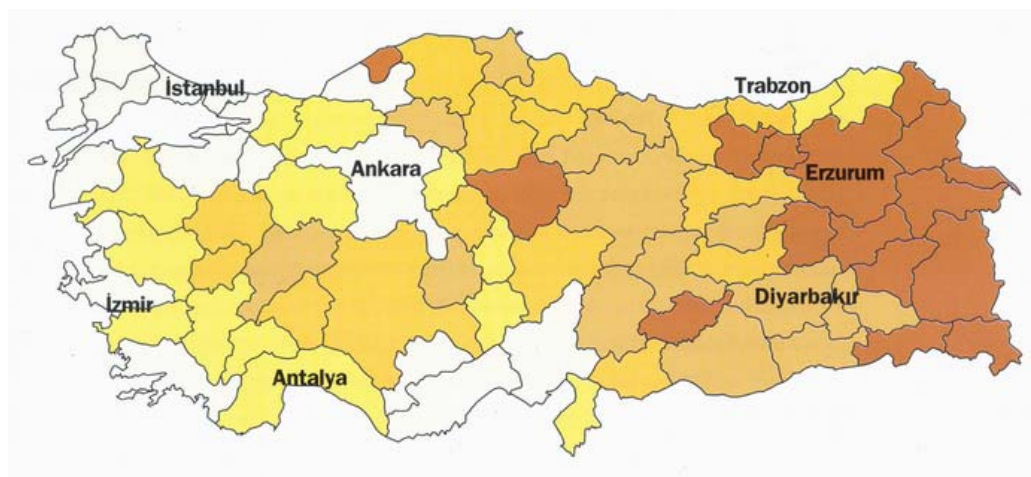 İstanbul
Trabzon
Ankara
Erzurum
Diyarbakır
İzmir
Antalya